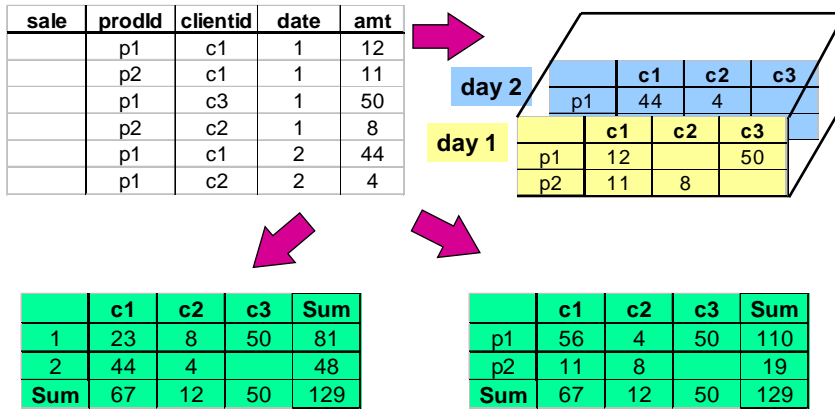 sale prodId clientid date amt
p1 c1 1 12
p2 c1 1 11
p1 c3 1 50
p2 c2 1 8
p1 c1 2 44
p1 c2 2 4
day 2
c1 c2 c3
p1 44 4
day 1
c1 c2 c3
p1 12 50
p2 11 8
c1 c2 c3 Sum
1 23 8 50 81
2 44 4 48
Sum 67 12 50 129
c1 c2 c3 Sum
p1 56 4 50 110
p2 11 8 19
Sum 67 12 50 129